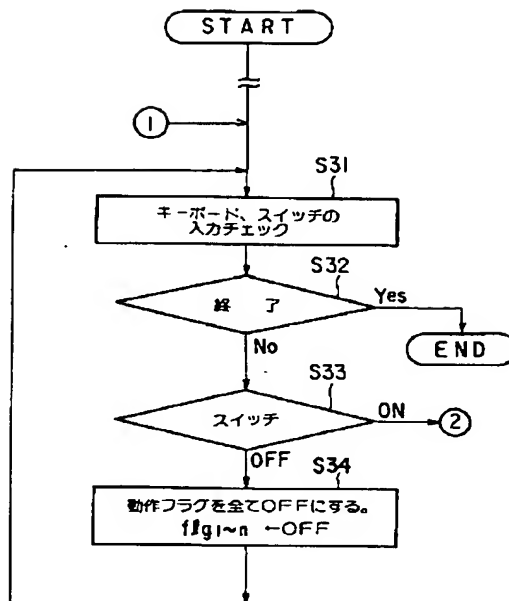 START
1
S31
キーボード、スイッチの
入力チェック
S32
終 了
Yes
END
No
S33
スイッチ
ON
2
OFF
S34
動作フラグを全てOFFにする。
flg1~n ←OFF